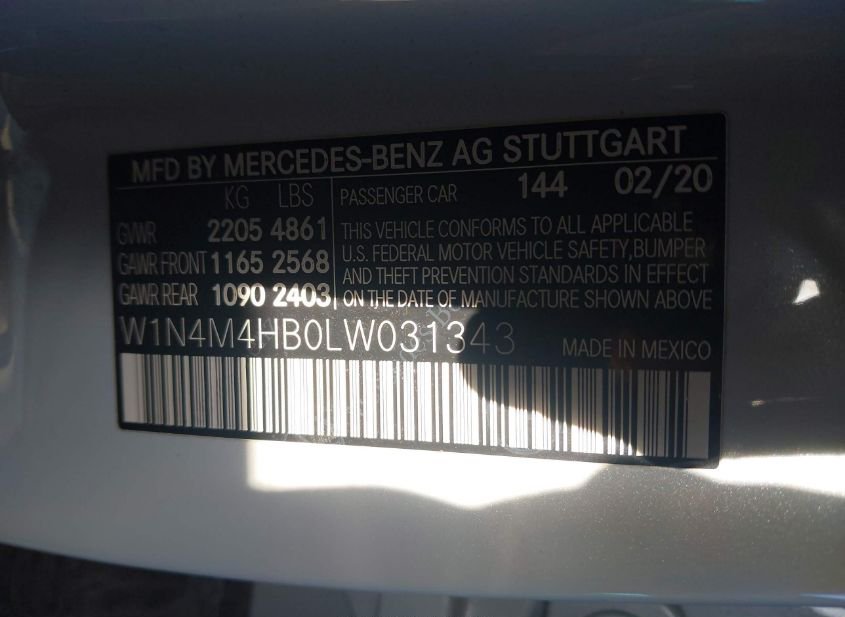 MFD BY MERCEDES-BENZ AG STUTTGART
KG LBS
GVWR 2205 4861
GAWR FRONT 1165 2568
GAWR REAR 1090 2403
PASSENGER CAR 144 02/20
THIS VEHICLE CONFORMS TO ALL APPLICABLE
U.S. FEDERAL MOTOR VEHICLE SAFETY,BUMPER
AND THEFT PREVENTION STANDARDS IN EFFECT
ON THE DATE OF MANUFACTURE SHOWN ABOVE
W1N4M4HB0LW031343
MADE IN MEXICO